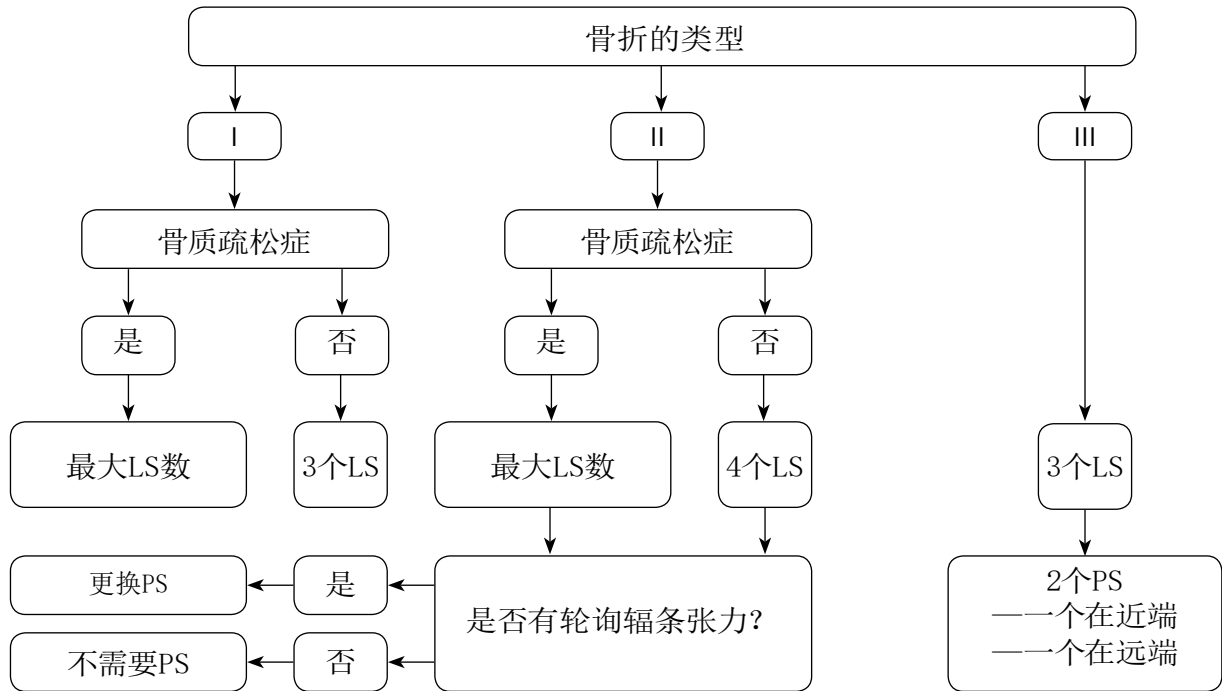 骨折的类型
I
II
III
骨质疏松症
骨质疏松症
是
否
是
否
最大LS数
3个LS
最大LS数
4个LS
3个LS
更换PS
是
是否有轮询辐条张力？
不需要PS
否
2个PS
—一个在近端
—一个在远端